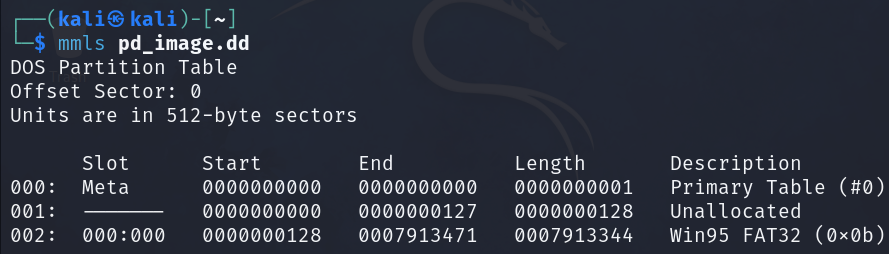 ┌──(kali㉿kali)-[~]
└─$ mmls pd_image.dd
DOS Partition Table
Offset Sector: 0
Units are in 512-byte sectors

      Slot      Start        End          Length       Description
000:  Meta      0000000000   0000000000   0000000001   Primary Table (#0)
001:  -------   0000000000   0000000127   0000000128   Unallocated
002:  000:000   0000000128   0007913471   0007913344   Win95 FAT32 (0x0b)